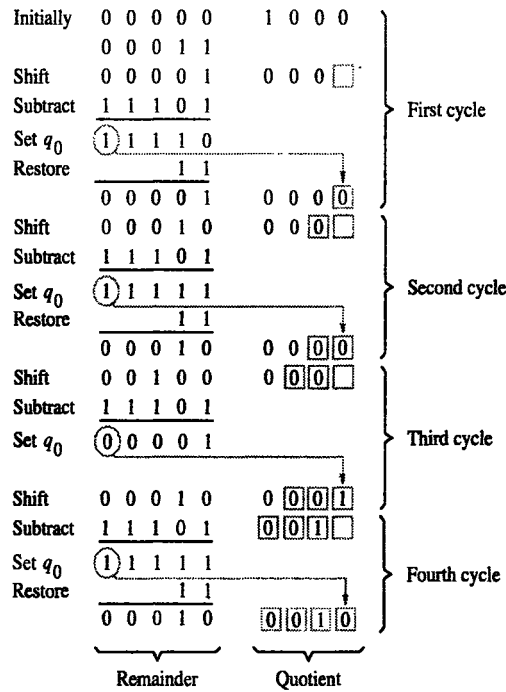 Initially 0 0 0 0 0 1 0 0 0
0 0 0 1 1
Shift 0 0 0 0 1 0 0 0
Subtract 1 1 1 0 1
Set q0 1 1 1 1 0
Restore 1 1
0 0 0 0 1 0 0 0 0
First cycle
Shift 0 0 0 1 0 0 0 0
Subtract 1 1 1 0 1
Set q0 1 1 1 1 1
Restore 1 1
0 0 0 1 0 0 0 0 0
Second cycle
Shift 0 0 1 0 0 0 0 0
Subtract 1 1 1 0 1
Set q0 0 0 0 0 1
Third cycle
Shift 0 0 0 1 0 0 0 0 1
Subtract 1 1 1 0 1 0 0 1
Set q0 1 1 1 1 1
Restore 1 1
0 0 0 1 0 0 0 1 0
Fourth cycle
Remainder Quotient